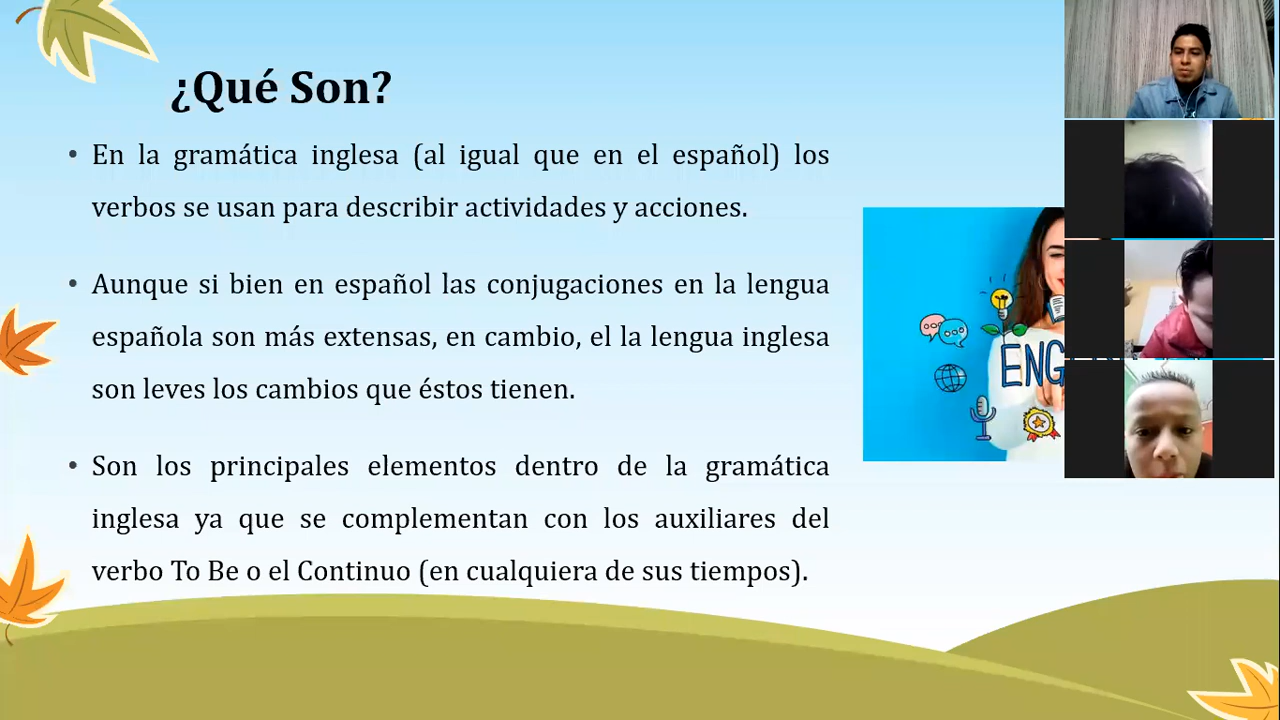 ¿Qué Son?
• En la gramática inglesa (al igual que en el español) los
verbos se usan para describir actividades y acciones.
• Aunque si bien en español las conjugaciones en la lengua
española son más extensas, en cambio, el la lengua inglesa
son leves los cambios que éstos tienen.
• Son los principales elementos dentro de la gramática
inglesa ya que se complementan con los auxiliares del
verbo To Be o el Continuo (en cualquiera de sus tiempos).
ENG